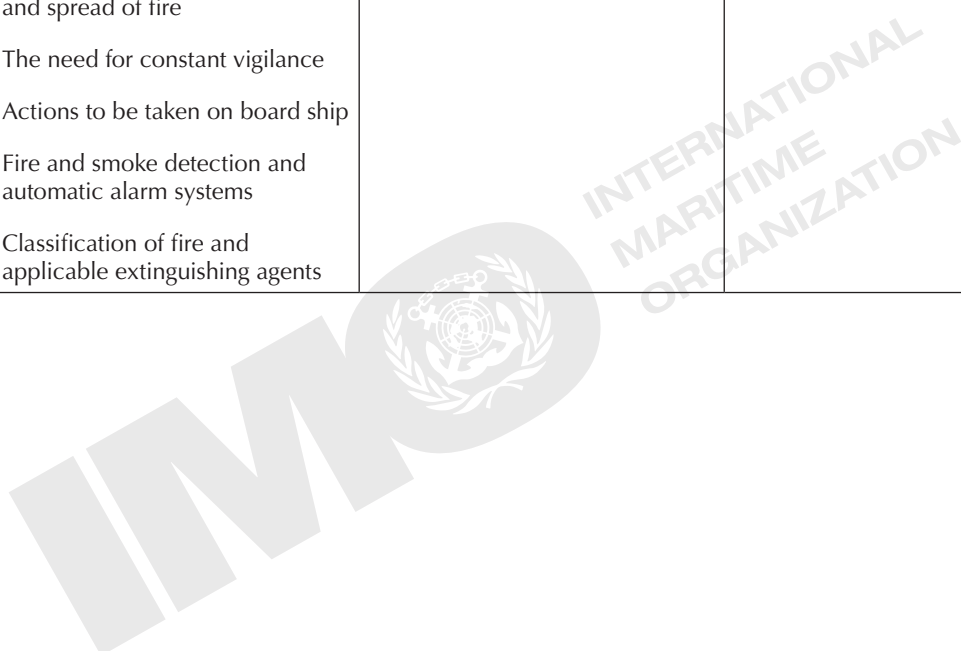 and spread of fire
The need for constant vigilance
Actions to be taken on board ship
Fire and smoke detection and
automatic alarm systems
Classification of fire and
applicable extinguishing agents
INTERNATIONAL
MARITIME
ORGANIZATION
IMO